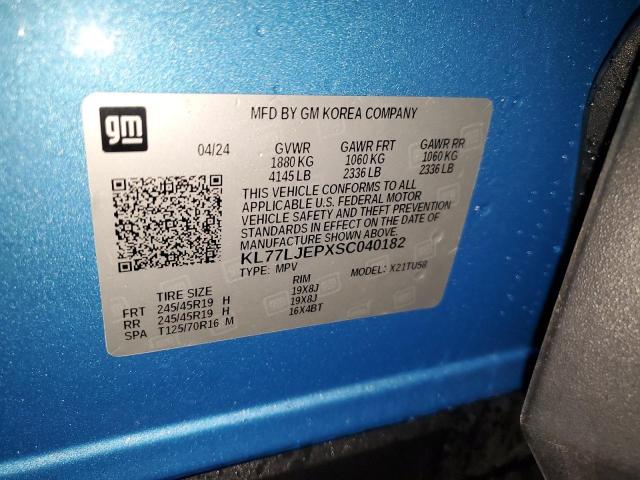 gm
MFD BY GM KOREA COMPANY
04/24 GVWR GAWR FRT GAWR RR
1880 KG 1060 KG 1060 KG
4145 LB 2336 LB 2336 LB
THIS VEHICLE CONFORMS TO ALL
APPLICABLE U.S. FEDERAL MOTOR
VEHICLE SAFETY AND THEFT PREVENTION
STANDARDS IN EFFECT ON THE DATE OF
MANUFACTURE SHOWN ABOVE.
KL77LJEPXSC040182
TYPE: MPV MODEL: X21TU58
TIRE SIZE RIM
FRT 245/45R19 H 19X8J
RR 245/45R19 H 19X8J
SPA T125/70R16 M 16X4BT